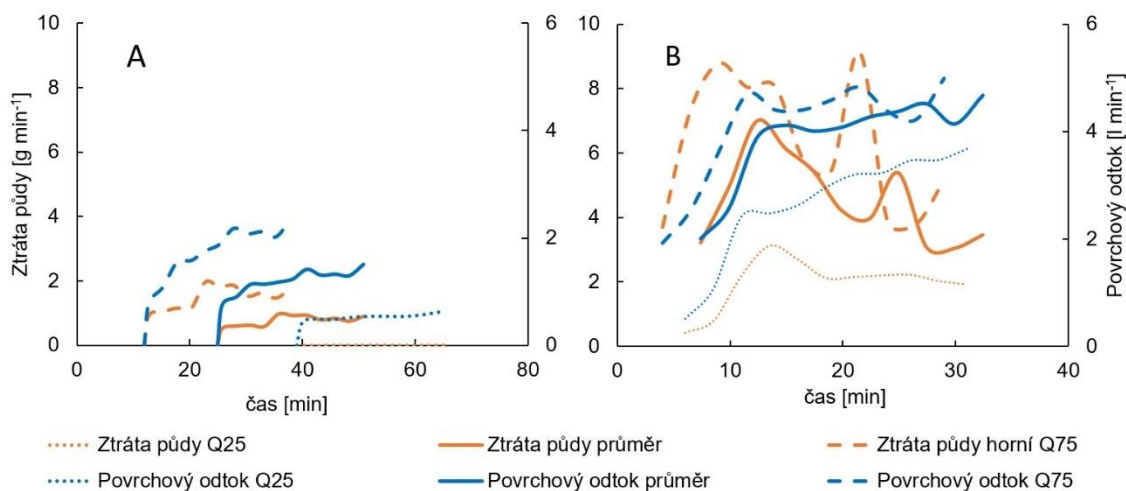 A
B
Ztráta půdy [g min-1]
10
8
6
4
2
0
6
4
2
0
0 20 40 60 80
čas [min]
10
8
6
4
2
0
6
4
2
0
Povrchový odtok [l min-1]
0 10 20 30 40
čas [min]
Ztráta půdy Q25
Ztráta půdy průměr
Ztráta půdy horní Q75
Povrchový odtok Q25
Povrchový odtok průměr
Povrchový odtok Q75